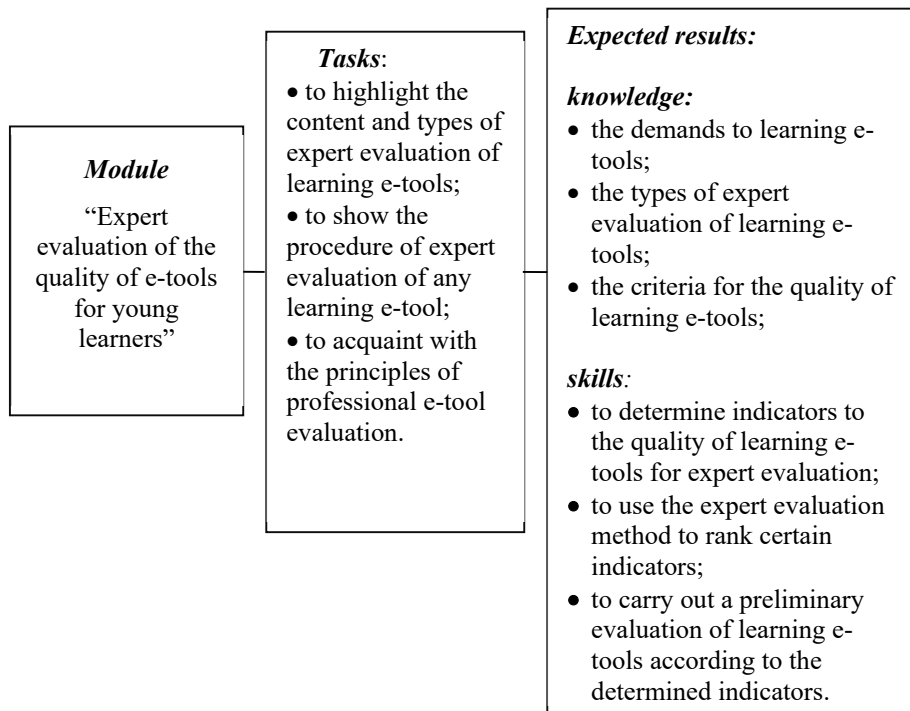 Module
“Expert
evaluation of the
quality of e-tools
for young
learners”
Tasks:
• to highlight the
content and types of
expert evaluation of
learning e-tools;
• to show the
procedure of expert
evaluation of any
learning e-tool;
• to acquaint with
the principles of
professional e-tool
evaluation.
Expected results:
knowledge:
• the demands to learning e-
tools;
• the types of expert
evaluation of learning e-
tools;
• the criteria for the quality of
learning e-tools;
skills:
• to determine indicators to
the quality of learning e-
tools for expert evaluation;
• to use the expert evaluation
method to rank certain
indicators;
• to carry out a preliminary
evaluation of learning e-
tools according to the
determined indicators.